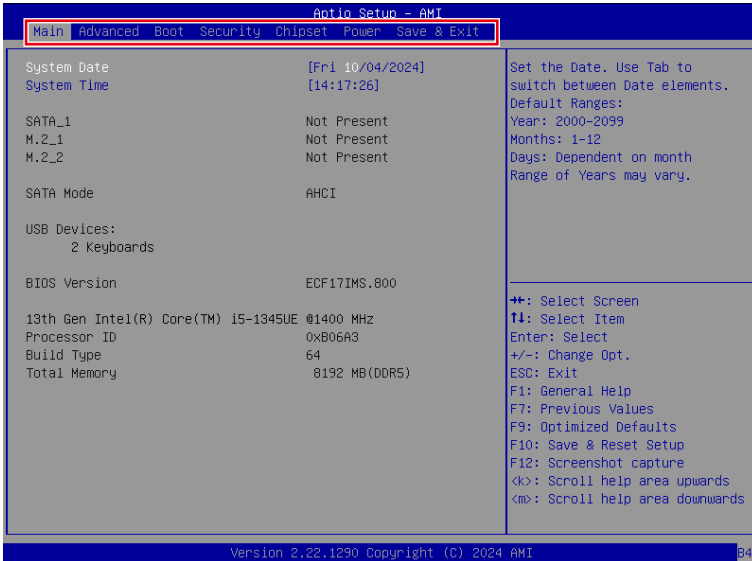 Aptio Setup – AMI
Main Advanced Boot Security Chipset Power Save & Exit
System Date [Fri 10/04/2024]
System Time [14:17:26]
SATA_1 Not Present
M.2_1 Not Present
M.2_2 Not Present
SATA Mode AHCI
USB Devices:
2 Keyboards
BIOS Version ECF17IMS.800
13th Gen Intel(R) Core(TM) i5-1345UE @1400 MHz
Processor ID 0xB06A3
Build Type 64
Total Memory 8192 MB(DDR5)
Set the Date. Use Tab to
switch between Date elements.
Default Ranges:
Year: 2000-2099
Months: 1-12
Days: Dependent on month
Range of Years may vary.
→←: Select Screen
↑↓: Select Item
Enter: Select
+/-: Change Opt.
ESC: Exit
F1: General Help
F7: Previous Values
F9: Optimized Defaults
F10: Save & Reset Setup
F12: Screenshot capture
<k>: Scroll help area upwards
<m>: Scroll help area downwards
Version 2.22.1290 Copyright (C) 2024 AMI
B4